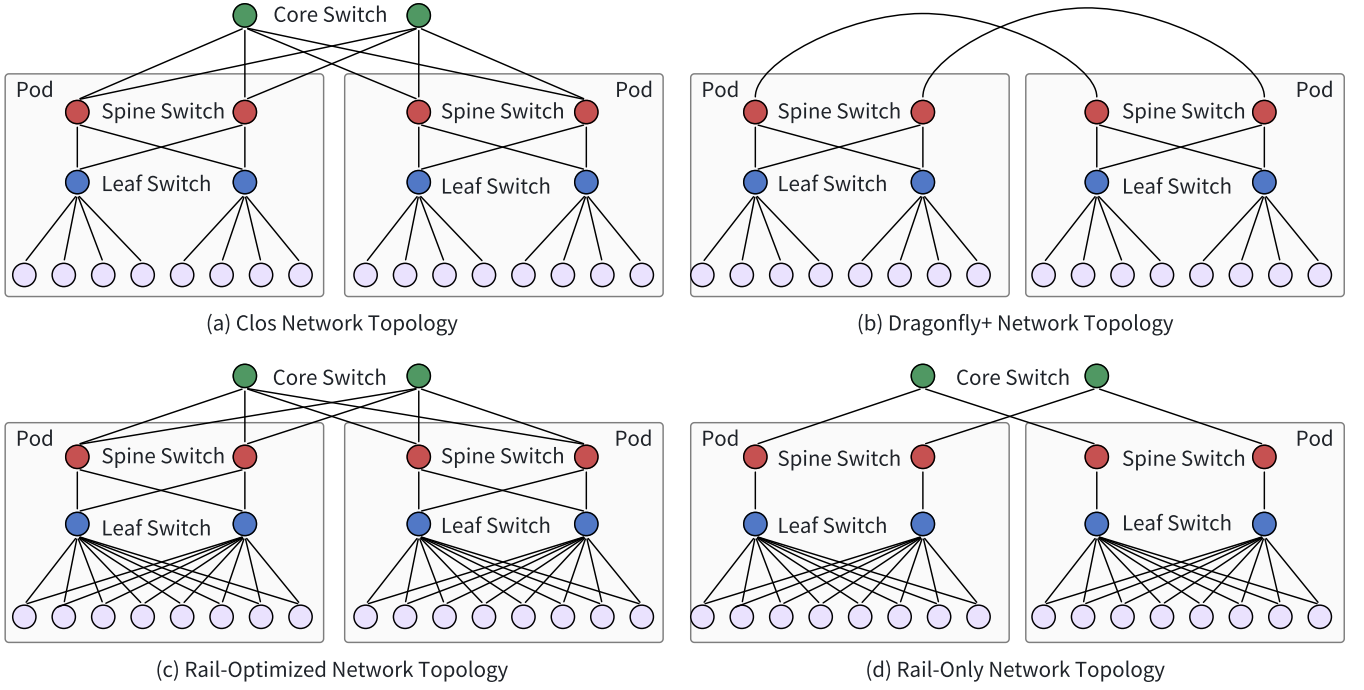 Core Switch
Pod
Spine Switch
Spine Switch
Pod
Leaf Switch
Leaf Switch
(a) Clos Network Topology
Pod
Spine Switch
Spine Switch
Pod
Leaf Switch
Leaf Switch
(b) Dragonfly+ Network Topology
Core Switch
Pod
Spine Switch
Spine Switch
Pod
Leaf Switch
Leaf Switch
(c) Rail-Optimized Network Topology
Core Switch
Pod
Spine Switch
Spine Switch
Pod
Leaf Switch
Leaf Switch
(d) Rail-Only Network Topology